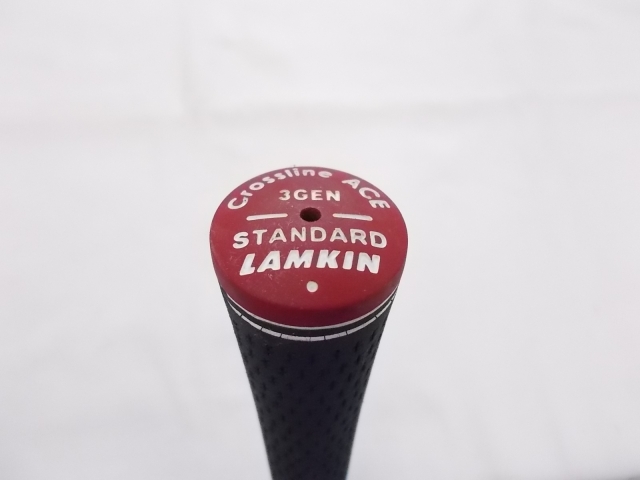 Crossline ACE
3GEN
STANDARD
LAMKIN